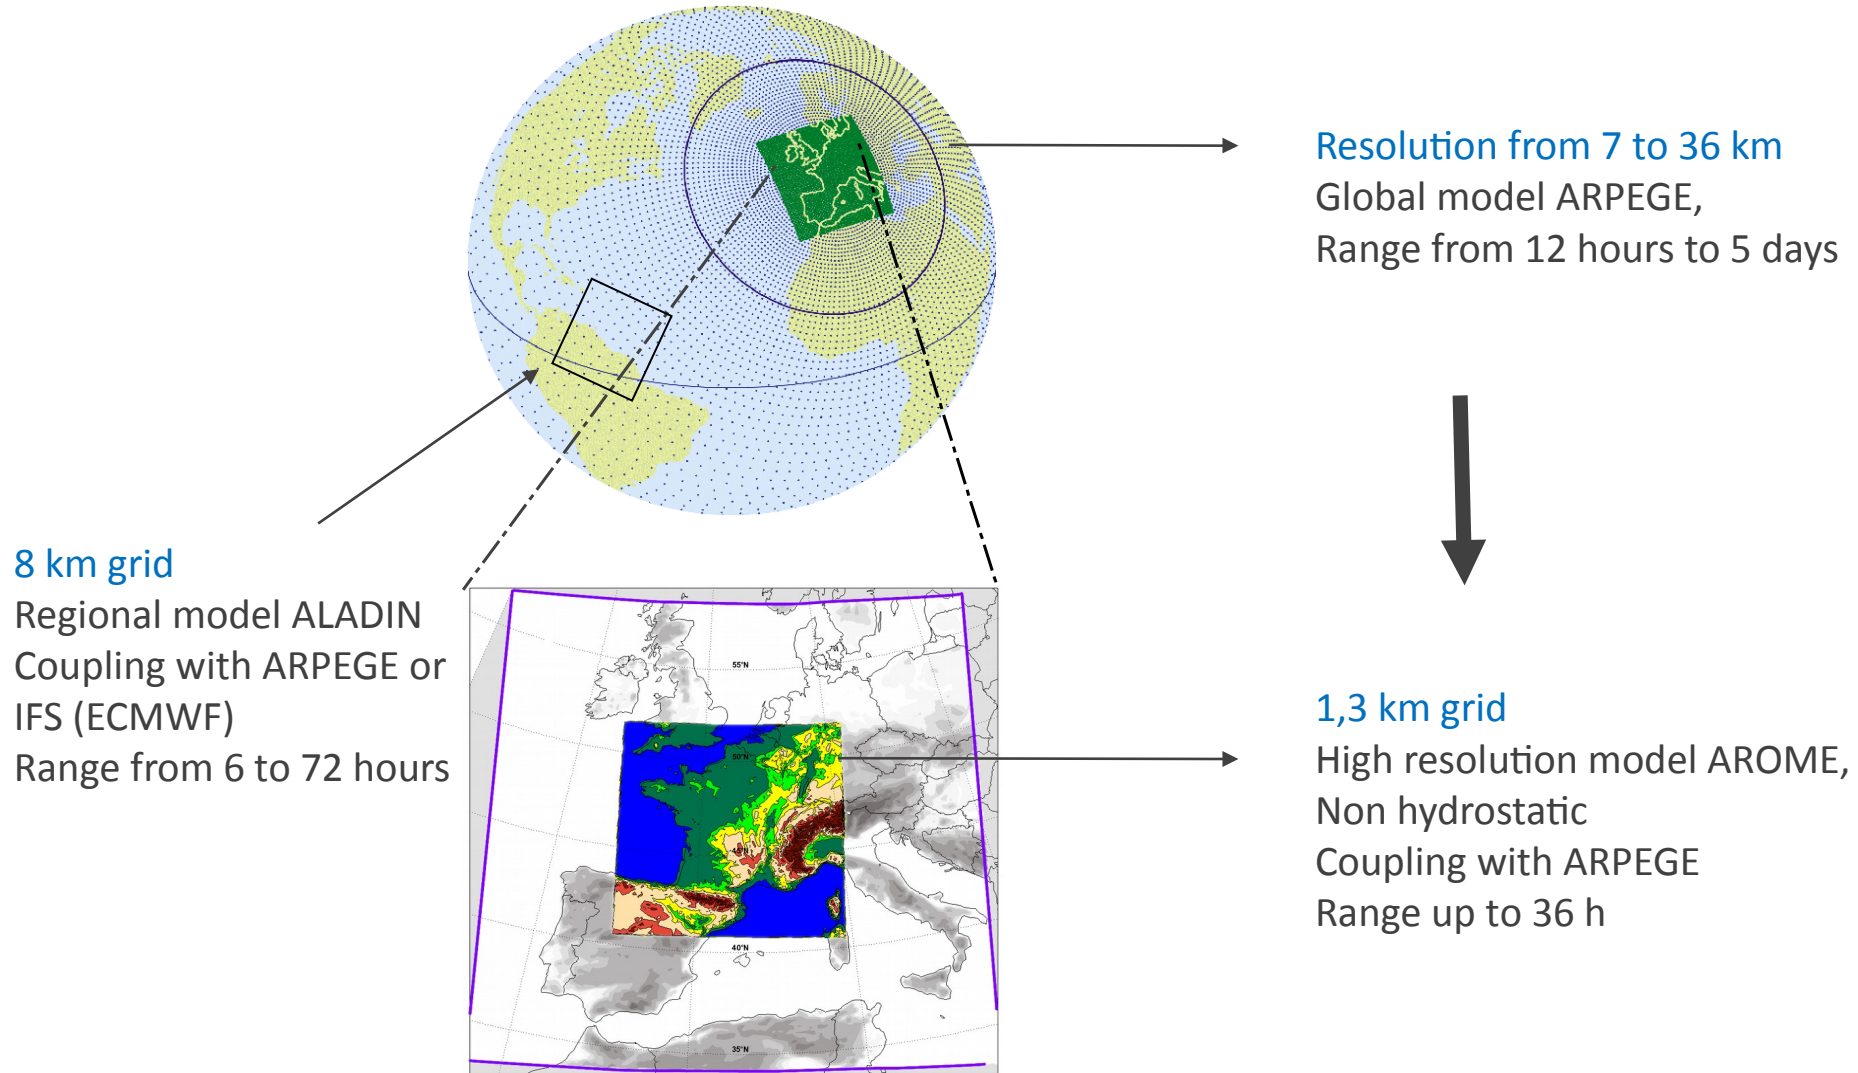 Resolution from 7 to 36 km
Global model ARPEGE,
Range from 12 hours to 5 days
8 km grid
Regional model ALADIN
Coupling with ARPEGE or
IFS (ECMWF)
Range from 6 to 72 hours
55°N
50°N
45°N
40°N
35°N
1,3 km grid
High resolution model AROME,
Non hydrostatic
Coupling with ARPEGE
Range up to 36 h